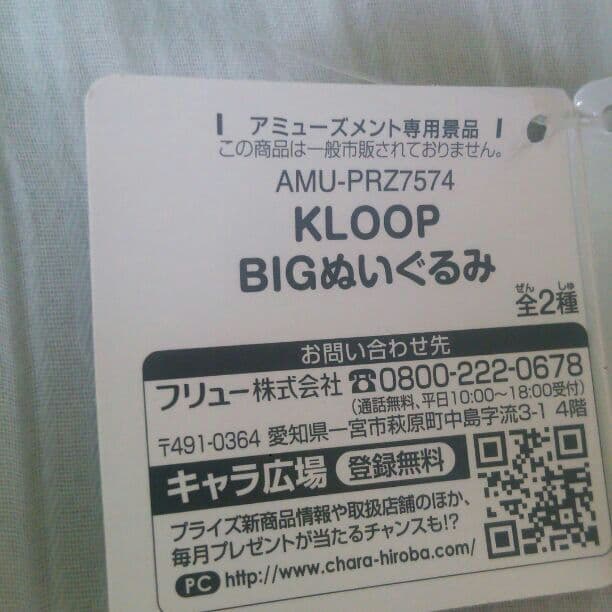 アミューズメント専用景品
この商品は一般市販されておりません。
AMU-PRZ7574
KLOOP
BIGぬいぐるみ
ぜん しゅ
全2種
お問い合わせ先
フリュー株式会社 ☎0800-222-0678
(通話無料、平日10:00～18:00受付)
〒491-0364 愛知県一宮市萩原町中島字流3-1 4階
キャラ広場 登録無料
プライズ新商品情報や取扱店舗のほか、
毎月プレゼントが当たるチャンスも!?
PC http://www.chara-hiroba.com/